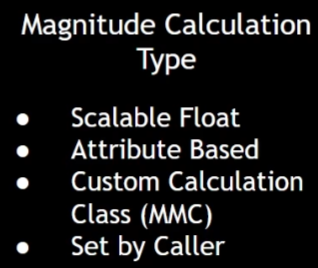 Magnitude Calculation
Type
● Scalable Float
● Attribute Based
● Custom Calculation
Class (MMC)
● Set by Caller